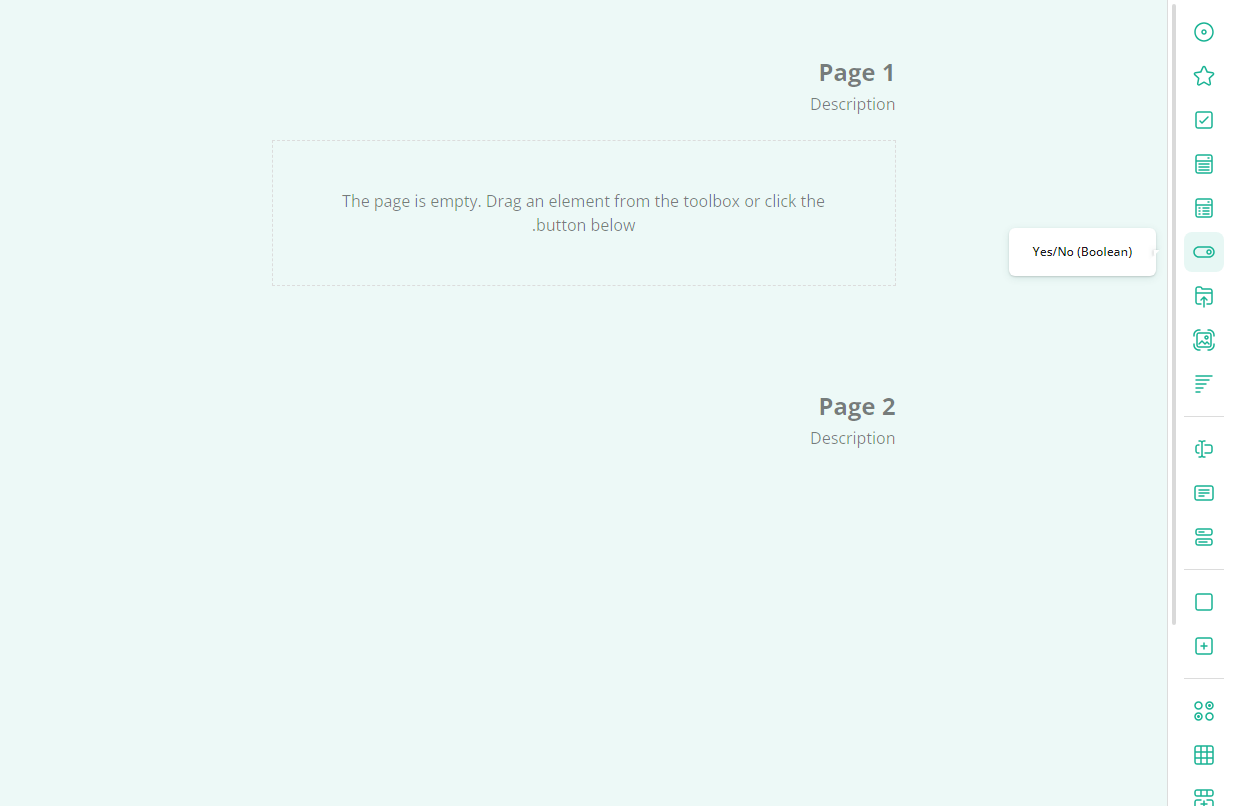 Page 1
Description
The page is empty. Drag an element from the toolbox or click the
.button below
Yes/No (Boolean)
Page 2
Description